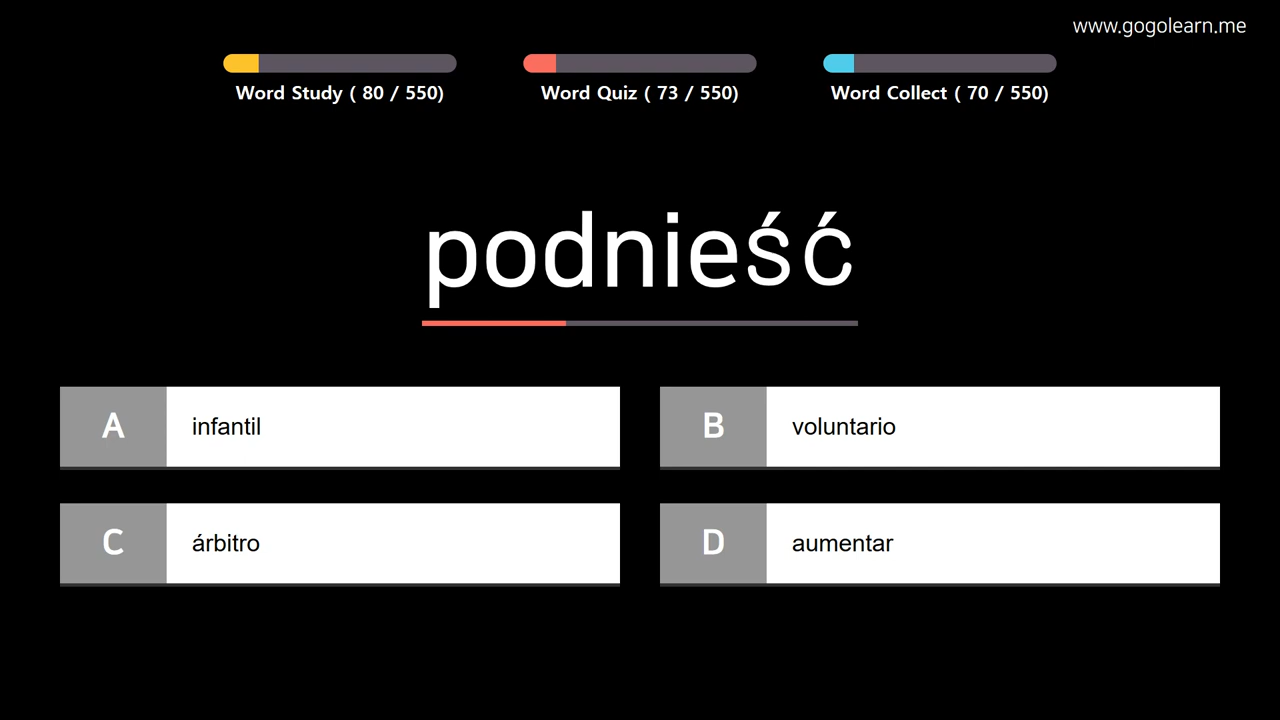 www.gogolearn.me
Word Study ( 80 / 550)
Word Quiz ( 73 / 550)
Word Collect ( 70 / 550)
podnieść
A infantil
B voluntario
C árbitro
D aumentar